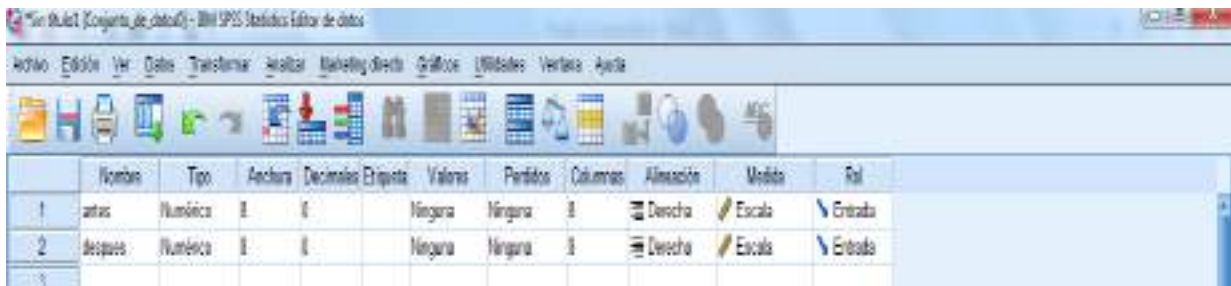 *Sin título1 [Conjunto_de_datos0] - IBM SPSS Statistics Editor de datos
Archivo Edición Ver Datos Transformar Analizar Marketing directo Gráficos Utilidades Ventana Ayuda
Nombre Tipo Anchura Decimales Etiqueta Valores Perdidos Columnas Alineación Medida Rol
1 antes Numérico 8 0 Ninguna Ninguna 8 Derecha Escala Entrada
2 despues Numérico 8 0 Ninguna Ninguna 8 Derecha Escala Entrada
3